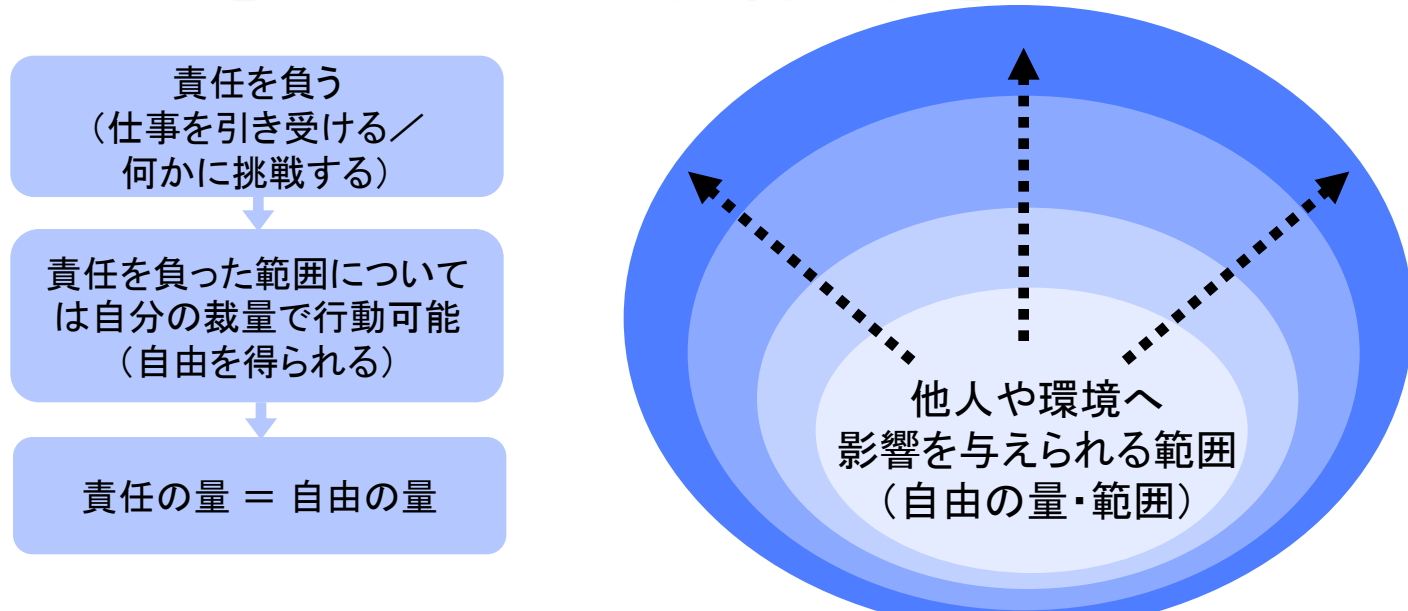 責任を負う
（仕事を引き受ける／
何かに挑戦する）
責任を負った範囲について
は自分の裁量で行動可能
（自由を得られる）
責任の量 ＝ 自由の量
他人や環境へ
影響を与えられる範囲
（自由の量・範囲）